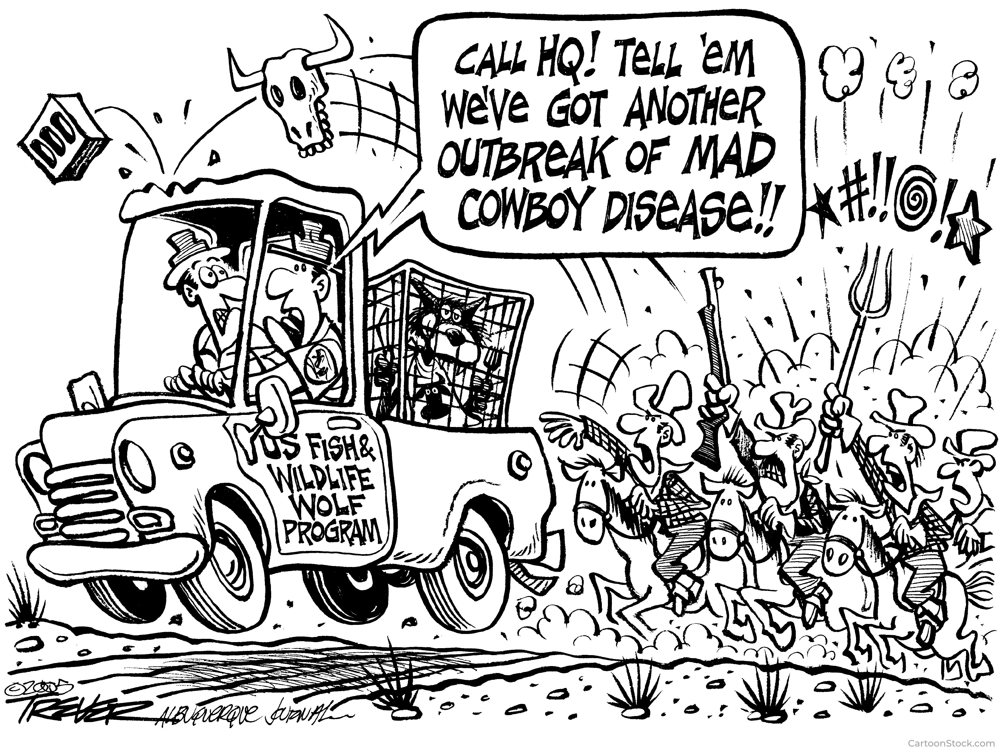 CALL HQ! TELL 'EM
WE'VE GOT ANOTHER
OUTBREAK OF MAD
COWBOY DISEASE!!
#!!@!
US FISH &
WILDLIFE
WOLF
PROGRAM
©2005
TREVER
ALBUQUERQUE JOURNAL
CartoonStock.com